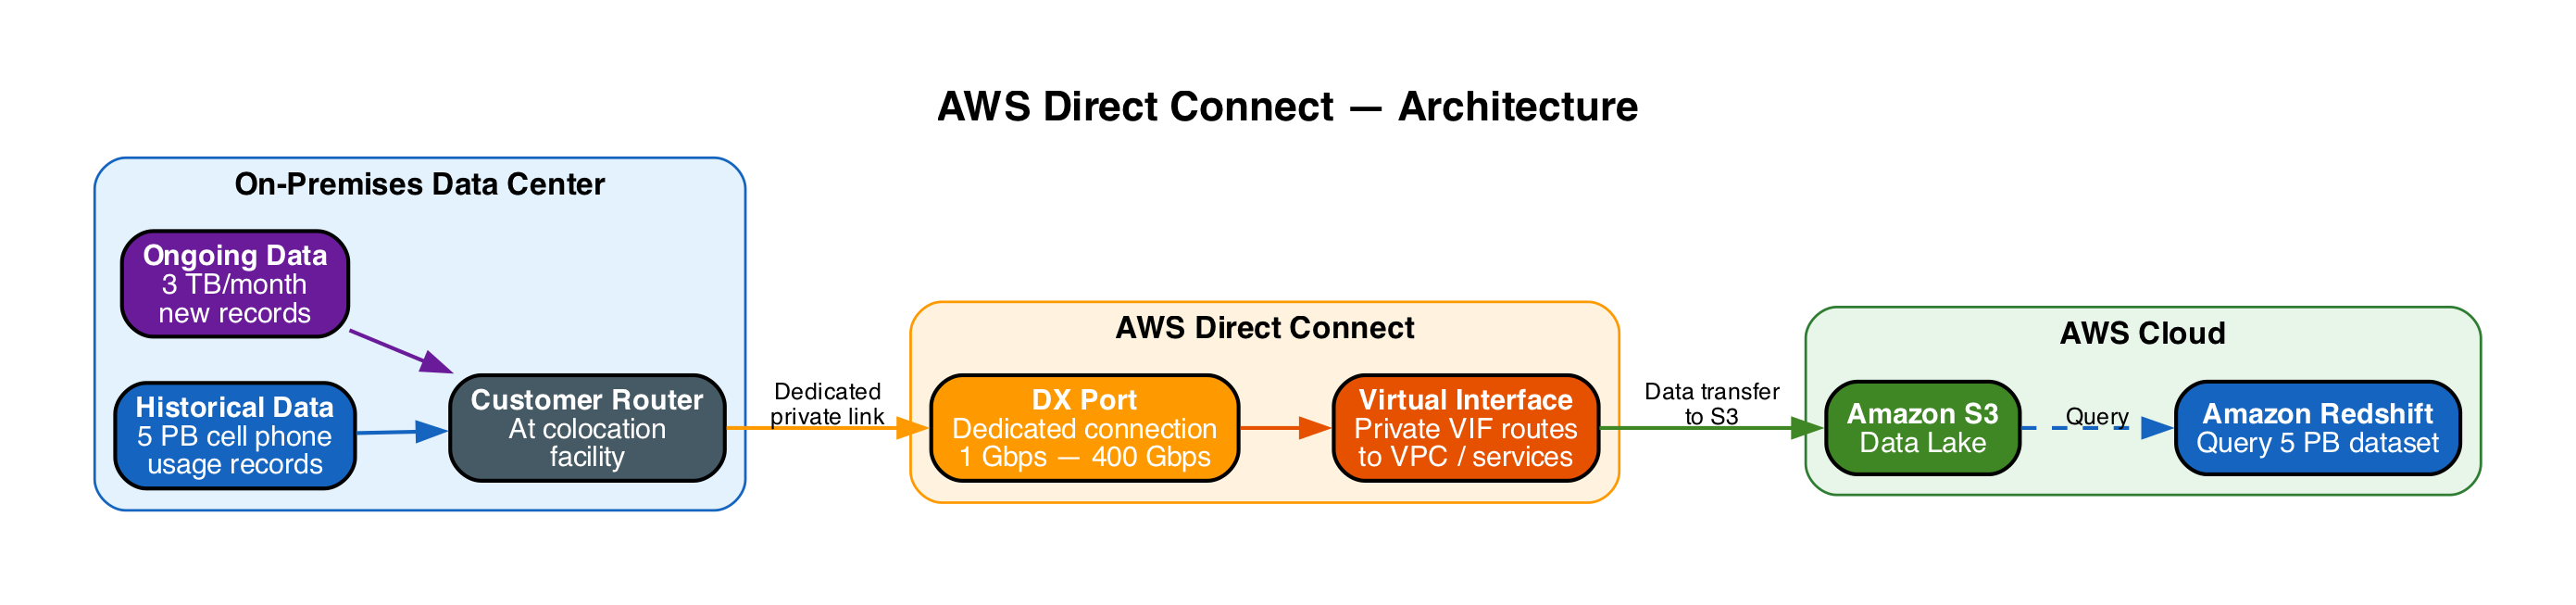 AWS Direct Connect — Architecture
On-Premises Data Center
Ongoing Data
3 TB/month
new records
Historical Data
5 PB cell phone
usage records
Customer Router
At colocation
facility
Dedicated
private link
AWS Direct Connect
DX Port
Dedicated connection
1 Gbps — 400 Gbps
Virtual Interface
Private VIF routes
to VPC / services
Data transfer
to S3
AWS Cloud
Amazon S3
Data Lake
Query
Amazon Redshift
Query 5 PB dataset